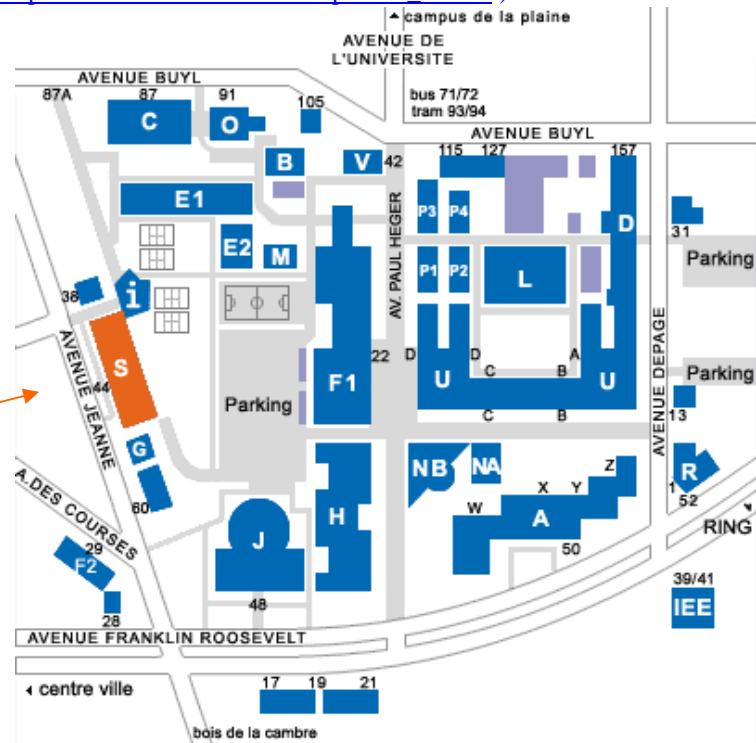 campus de la plaine
AVENUE DE
L'UNIVERSITE
AVENUE BUYL
87A
87
91
105
bus 71/72
tram 93/94
AVENUE BUYL
C
O
B
V
42
115
127
157
E1
P3
P4
D
31
E2
M
AV. PAUL HEGER
P1
P2
L
Parking
38
i
S
44
AVENUE JEANNE
Parking
F1
22
D
D
A
C
B
U
U
C
B
AVENUE DEPAGE
Parking
13
G
60
NB
NA
Z
X
Y
W
A
50
R
1
52
RING
A.DES COURSES
29
F2
28
J
48
H
39/41
IEE
AVENUE FRANKLIN ROOSEVELT
centre ville
17
19
21
bois de la cambre